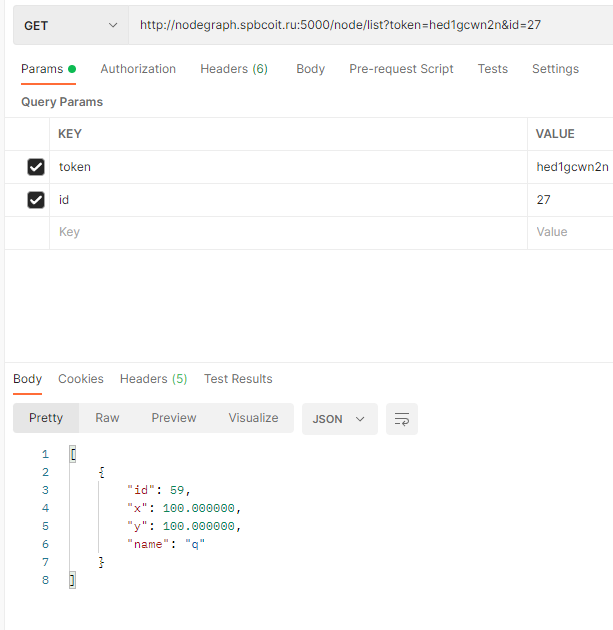 GET http://nodegraph.spbcoit.ru:5000/node/list?token=hed1gcwn2n&id=27
Params Authorization Headers (6) Body Pre-request Script Tests Settings
Query Params
KEY VALUE
token hed1gcwn2n
id 27
Key Value
Body Cookies Headers (5) Test Results
Pretty Raw Preview Visualize JSON
1 [
2 {
3 "id": 59,
4 "x": 100.000000,
5 "y": 100.000000,
6 "name": "q"
7 }
8 ]